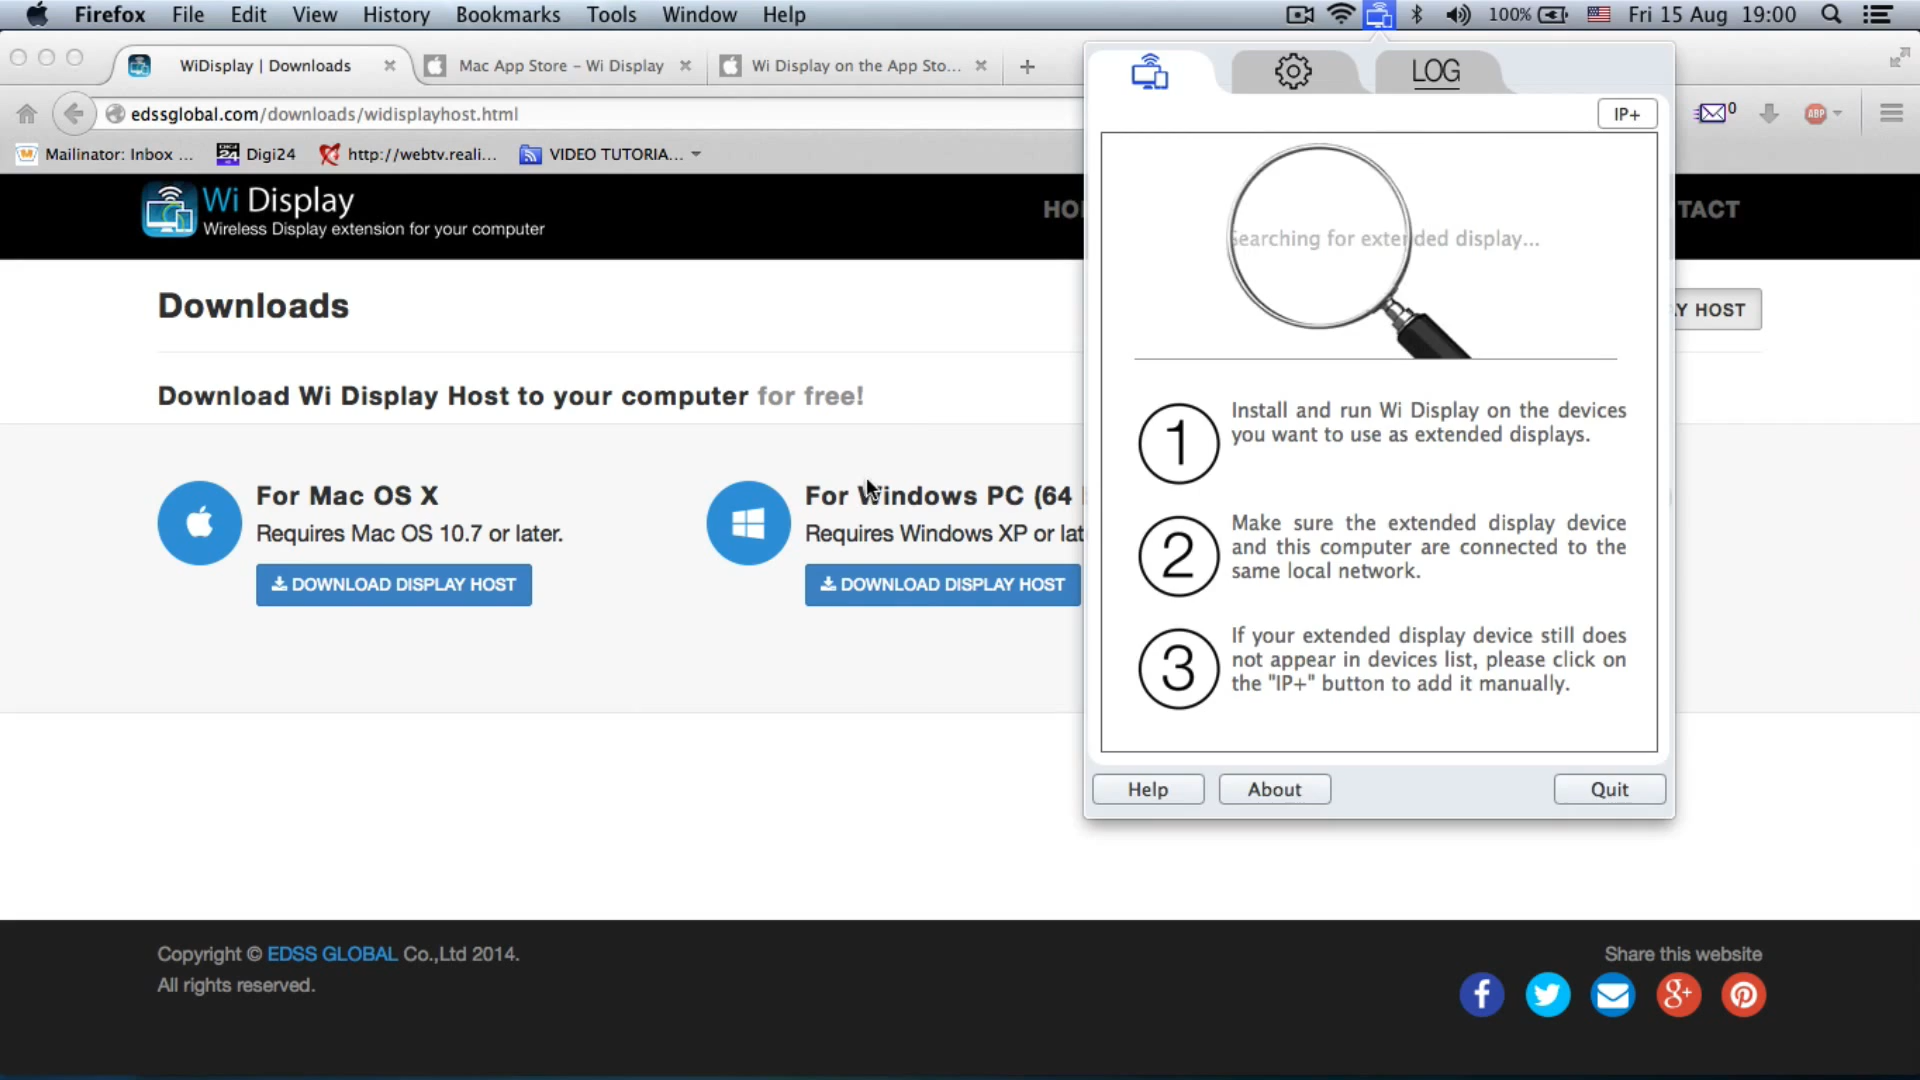 Firefox File Edit View History Bookmarks Tools Window Help
100% Fri 15 Aug 19:00
WiDisplay | Downloads
Mac App Store – Wi Display
Wi Display on the App Sto...
edssglobal.com/downloads/widisplayhost.html
0
ABP
Mailinator: Inbox ...
24
Digi24
http://webtv.reali...
VIDEO TUTORIA...
Wi Display
Wireless Display extension for your computer
TACT
Downloads
Y HOST
Download Wi Display Host to your computer for free!
For Mac OS X
Requires Mac OS 10.7 or later.
DOWNLOAD DISPLAY HOST
For Windows PC (64
Requires Windows XP or lat
DOWNLOAD DISPLAY HOST
LOG
IP+
Searching for extended display...
1
Install and run Wi Display on the devices
you want to use as extended displays.
2
Make sure the extended display device
and this computer are connected to the
same local network.
3
If your extended display device still does
not appear in devices list, please click on
the "IP+" button to add it manually.
Help
About
Quit
Copyright © EDSS GLOBAL Co.,Ltd 2014.
All rights reserved.
Share this website